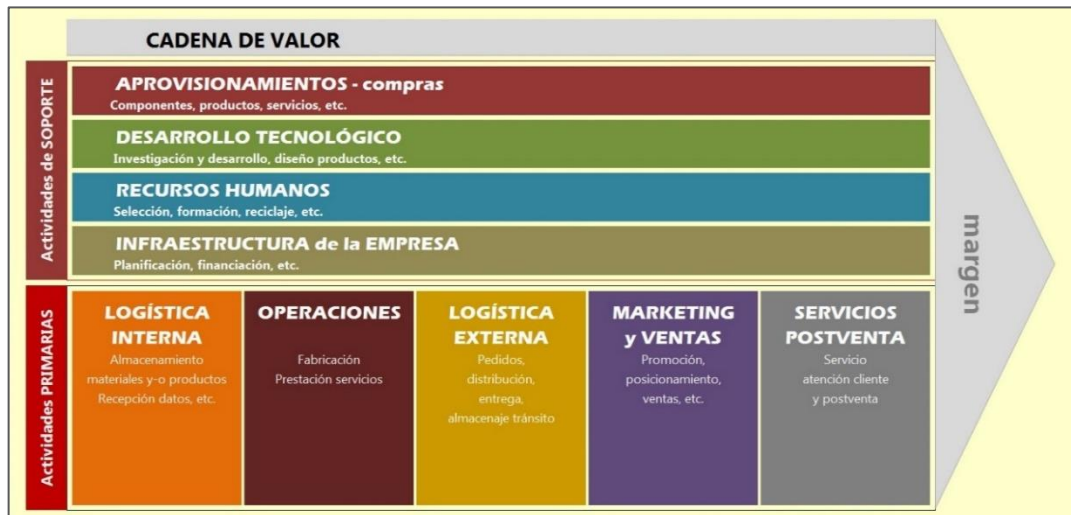 CADENA DE VALOR
Actividades de SOPORTE
APROVISIONAMIENTOS - compras
Componentes, productos, servicios, etc.
DESARROLLO TECNOLÓGICO
Investigación y desarrollo, diseño productos, etc.
RECURSOS HUMANOS
Selección, formación, reciclaje, etc.
INFRAESTRUCTURA de la EMPRESA
Planificación, financiación, etc.
margen
Actividades PRIMARIAS
LOGÍSTICA
INTERNA
Almacenamiento
materiales y-o productos
Recepción datos, etc.
OPERACIONES
Fabricación
Prestación servicios
LOGÍSTICA
EXTERNA
Pedidos,
distribución,
entrega,
almacenaje tránsito
MARKETING
y VENTAS
Promoción,
posicionamiento,
ventas, etc.
SERVICIOS
POSTVENTA
Servicio
atención cliente
y postventa